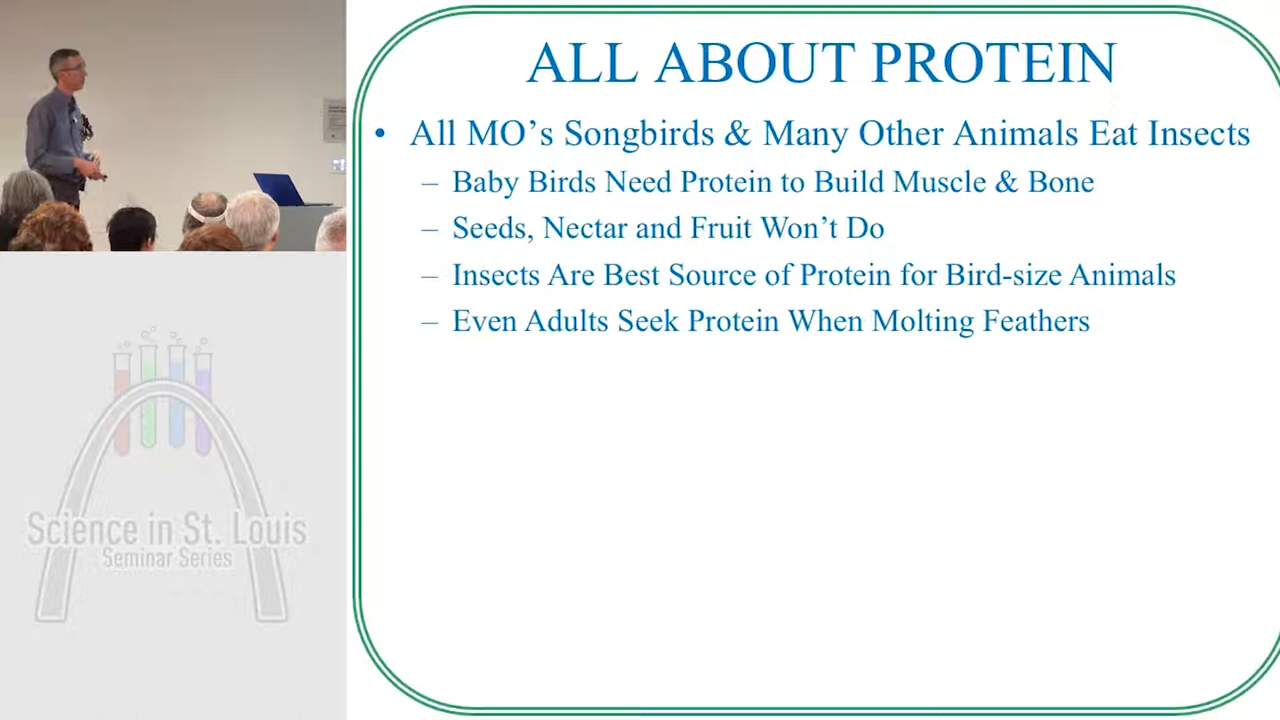 ALL ABOUT PROTEIN
• All MO’s Songbirds & Many Other Animals Eat Insects
– Baby Birds Need Protein to Build Muscle & Bone
– Seeds, Nectar and Fruit Won’t Do
– Insects Are Best Source of Protein for Bird-size Animals
– Even Adults Seek Protein When Molting Feathers
Science in St. Louis
Seminar Series